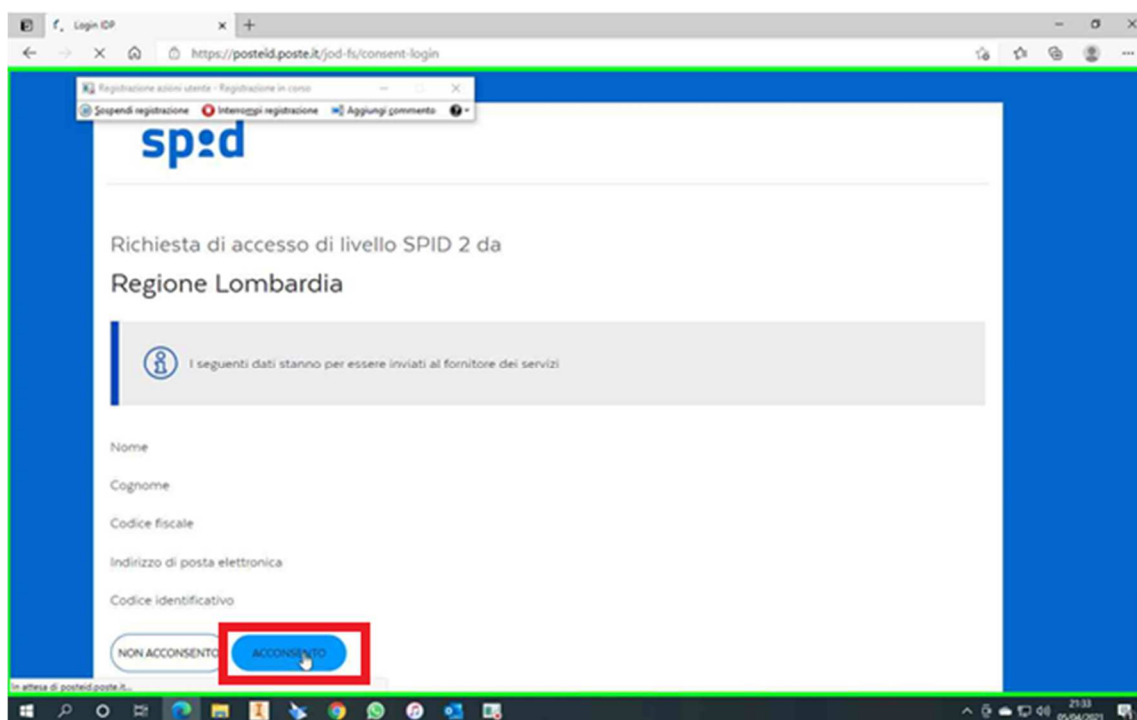 Login IDP
https://posteid.poste.it/jod-fs/consent-login
Registrazione azioni utente - Registrazione in corso
Sospendi registrazione Interrompi registrazione Aggiungi commento
spid
Richiesta di accesso di livello SPID 2 da
Regione Lombardia
I seguenti dati stanno per essere inviati al fornitore dei servizi
Nome
Cognome
Codice fiscale
Indirizzo di posta elettronica
Codice identificativo
NON ACCONSENTO ACCONSENTO
In attesa di posteid.poste.it...
21:33
05/04/2021